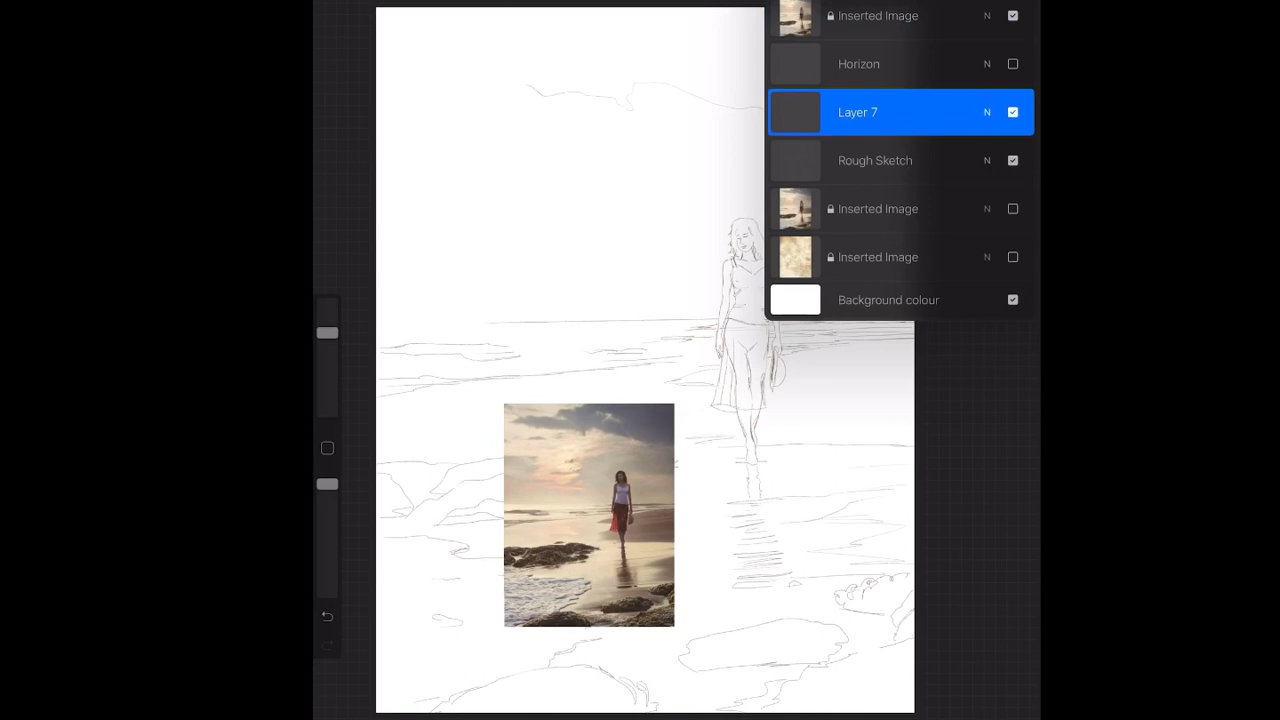 Inserted Image N
Horizon N
Layer 7 N
Rough Sketch N
Inserted Image N
Inserted Image N
Background colour